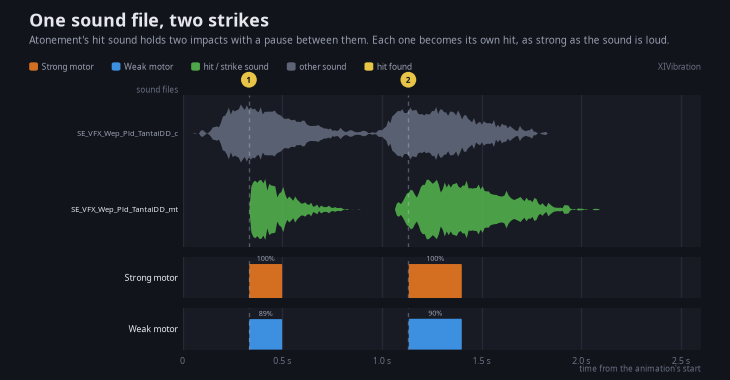 One sound file, two strikes
Atonement's hit sound holds two impacts with a pause between them. Each one becomes its own hit, as strong as the sound is loud.
Strong motor Weak motor hit / strike sound other sound hit found XIVibration
1 2
sound files
SE_VFX_Wep_Pld_TantaiDD_c
SE_VFX_Wep_Pld_TantaiDD_mt
100% 100%
Strong motor
89% 90%
Weak motor
0 0.5 s 1.0 s 1.5 s 2.0 s 2.5 s
time from the animation's start